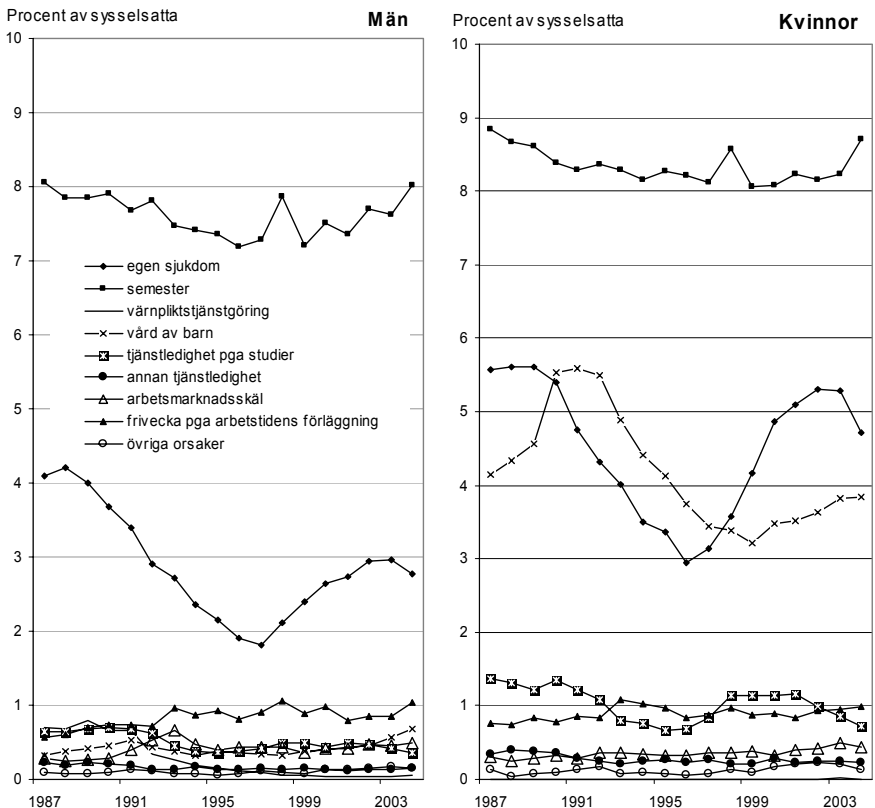 Procent av sysselsatta
Män
10
9
8
7
6
5
4
3
2
1
0
1987 1991 1995 1999 2003
egen sjukdom
semester
värnpliktstjänstgöring
vård av barn
tjänstledighet pga studier
annan tjänstledighet
arbetsmarknadsskäl
frivecka pga arbetstidens förläggning
övriga orsaker
Procent av sysselsatta
Kvinnor
10
9
8
7
6
5
4
3
2
1
0
1987 1991 1995 1999 2003